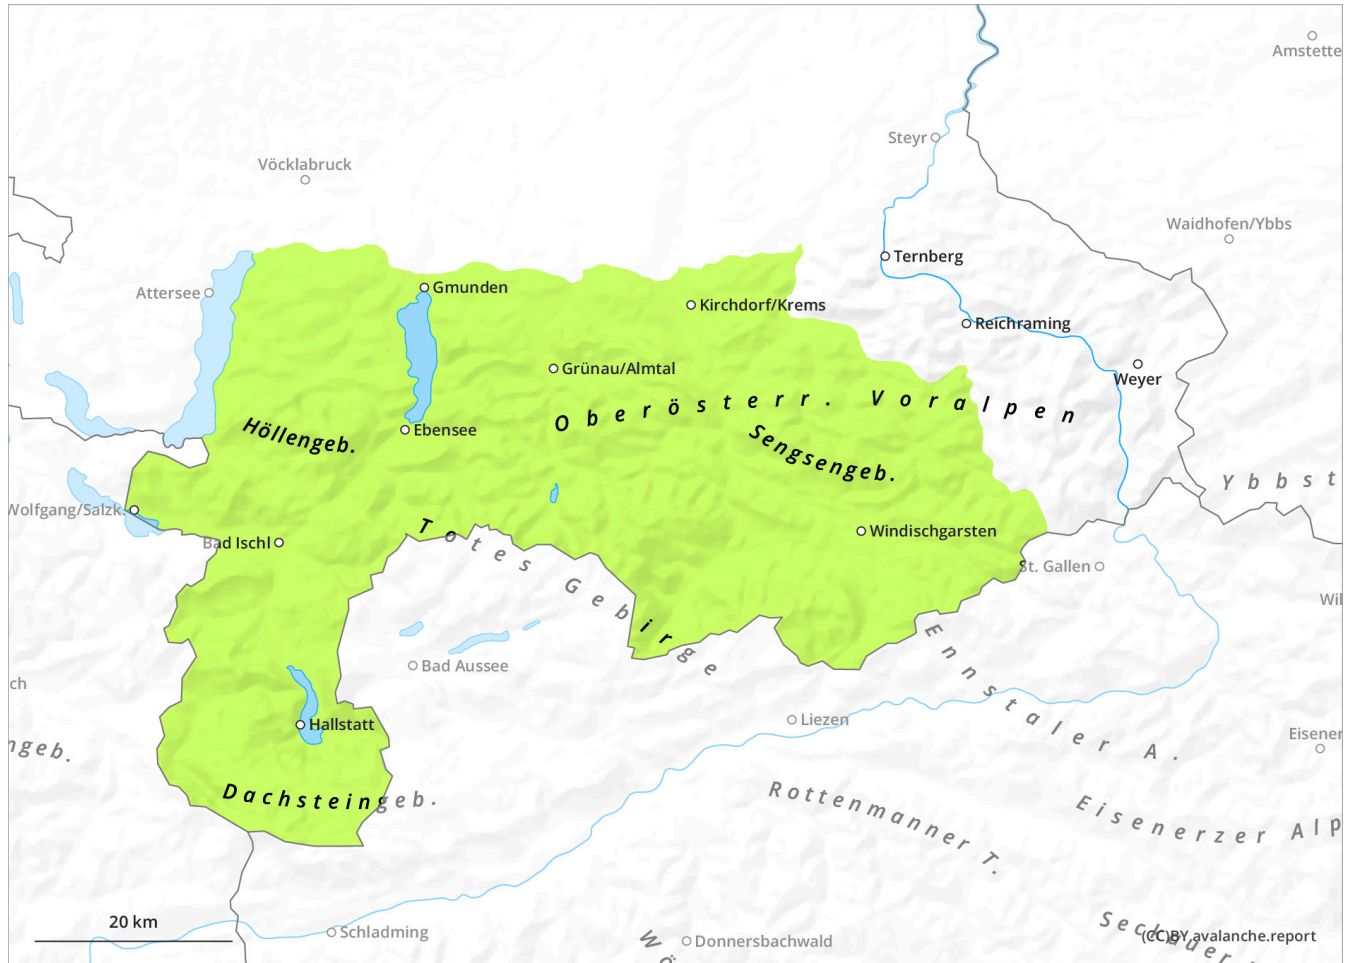 Amstette
Steyr
Vöcklabruck
Waidhofen/Ybbs
Ternberg
Attersee
Gmunden
Kirchdorf/Krems
Reichraming
Grünau/Almtal
Weyer
Oberösterr. Voralpen
Höllengeb.
Ebensee
Sengsengeb.
Ybbst
Wolfgang/Salzk.
Totes Gebirge
Windischgarsten
Bad Ischl
St. Gallen
Wil
Ennstaler A.
Bad Aussee
ch
Hallstatt
Liezen
Eisener
ngeb.
Dachsteingeb.
Rottenmanner T.
Eisenerzer Alp
20 km
Schladming
Donnersbachwald
Wö
Seckauer
(CC)BY avalanche.report